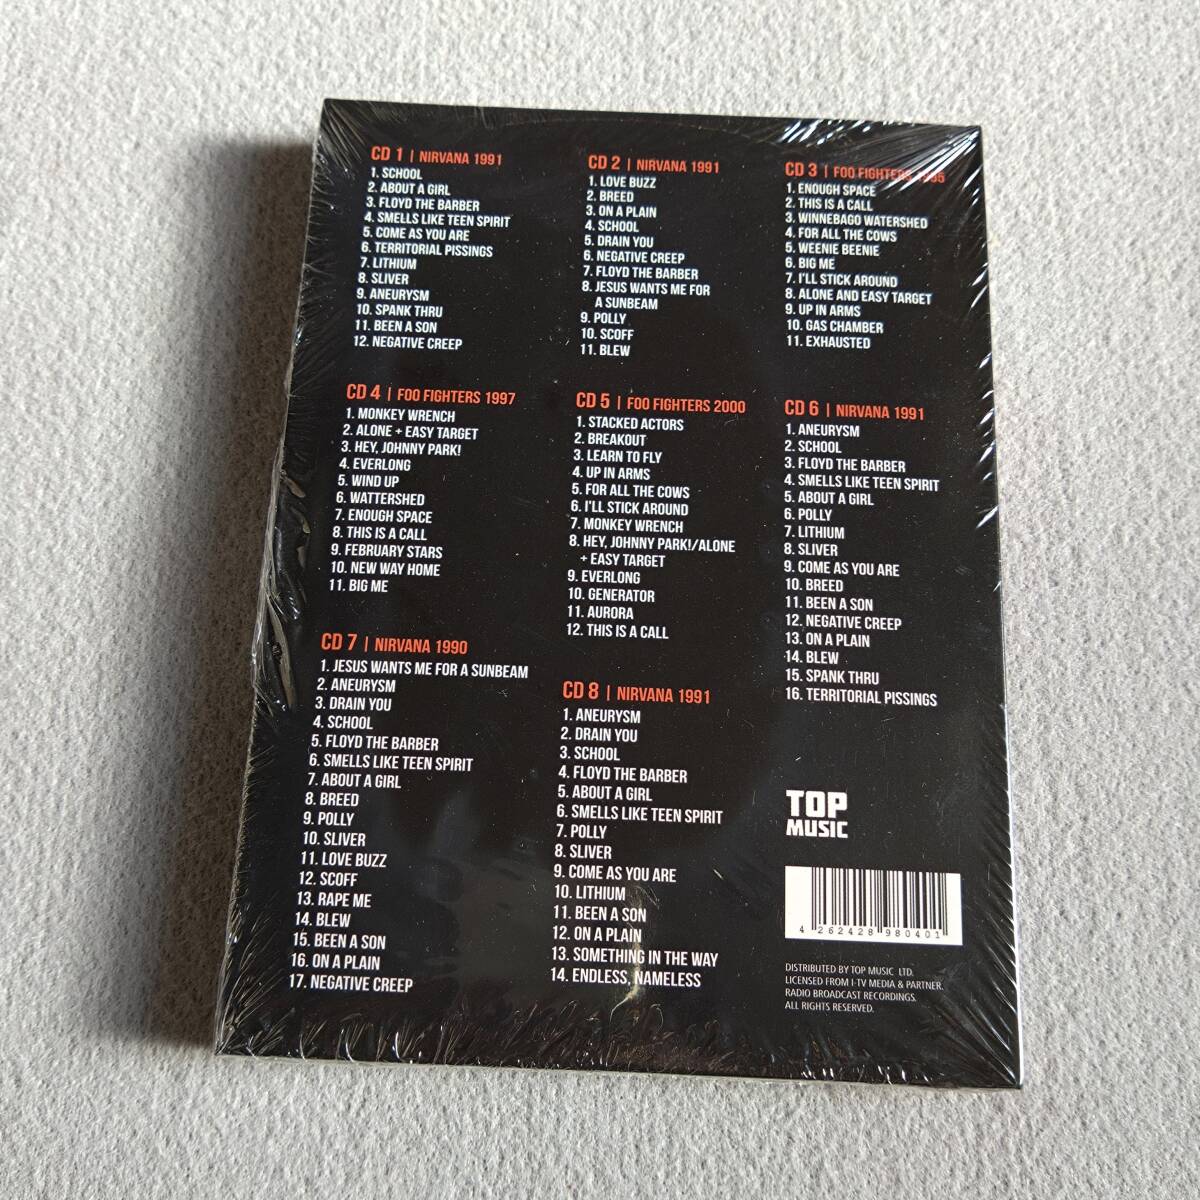 CD 1 | NIRVANA 1991
1. SCHOOL
2. ABOUT A GIRL
3. FLOYD THE BARBER
4. SMELLS LIKE TEEN SPIRIT
5. COME AS YOU ARE
6. TERRITORIAL PISSINGS
7. LITHIUM
8. SLIVER
9. ANEURYSM
10. SPANK THRU
11. BEEN A SON
12. NEGATIVE CREEP
CD 2 | NIRVANA 1991
1. LOVE BUZZ
2. BREED
3. ON A PLAIN
4. SCHOOL
5. DRAIN YOU
6. NEGATIVE CREEP
7. FLOYD THE BARBER
8. JESUS WANTS ME FOR
A SUNBEAM
9. POLLY
10. SCOFF
11. BLEW
CD 3 | FOO FIGHTERS 1995
1. ENOUGH SPACE
2. THIS IS A CALL
3. WINNEBAGO WATERSHED
4. FOR ALL THE COWS
5. WEENIE BEENIE
6. BIG ME
7. I'LL STICK AROUND
8. ALONE AND EASY TARGET
9. UP IN ARMS
10. GAS CHAMBER
11. EXHAUSTED
CD 4 | FOO FIGHTERS 1997
1. MONKEY WRENCH
2. ALONE + EASY TARGET
3. HEY, JOHNNY PARK!
4. EVERLONG
5. WIND UP
6. WATTERSHED
7. ENOUGH SPACE
8. THIS IS A CALL
9. FEBRUARY STARS
10. NEW WAY HOME
11. BIG ME
CD 5 | FOO FIGHTERS 2000
1. STACKED ACTORS
2. BREAKOUT
3. LEARN TO FLY
4. UP IN ARMS
5. FOR ALL THE COWS
6. I'LL STICK AROUND
7. MONKEY WRENCH
8. HEY, JOHNNY PARK!/ALONE
+ EASY TARGET
9. EVERLONG
10. GENERATOR
11. AURORA
12. THIS IS A CALL
CD 6 | NIRVANA 1991
1. ANEURYSM
2. SCHOOL
3. FLOYD THE BARBER
4. SMELLS LIKE TEEN SPIRIT
5. ABOUT A GIRL
6. POLLY
7. LITHIUM
8. SLIVER
9. COME AS YOU ARE
10. BREED
11. BEEN A SON
12. NEGATIVE CREEP
13. ON A PLAIN
14. BLEW
15. SPANK THRU
16. TERRITORIAL PISSINGS
CD 7 | NIRVANA 1990
1. JESUS WANTS ME FOR A SUNBEAM
2. ANEURYSM
3. DRAIN YOU
4. SCHOOL
5. FLOYD THE BARBER
6. SMELLS LIKE TEEN SPIRIT
7. ABOUT A GIRL
8. BREED
9. POLLY
10. SLIVER
11. LOVE BUZZ
12. SCOFF
13. RAPE ME
14. BLEW
15. BEEN A SON
16. ON A PLAIN
17. NEGATIVE CREEP
CD 8 | NIRVANA 1991
1. ANEURYSM
2. DRAIN YOU
3. SCHOOL
4. FLOYD THE BARBER
5. ABOUT A GIRL
6. SMELLS LIKE TEEN SPIRIT
7. POLLY
8. SLIVER
9. COME AS YOU ARE
10. LITHIUM
11. BEEN A SON
12. ON A PLAIN
13. SOMETHING IN THE WAY
14. ENDLESS, NAMELESS
TOP
MUSIC
4 262428 980401
DISTRIBUTED BY TOP MUSIC LTD.
LICENSED FROM I-TV MEDIA & PARTNER.
RADIO BROADCAST RECORDINGS.
ALL RIGHTS RESERVED.